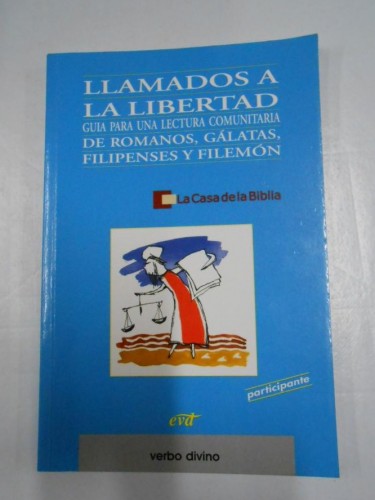 LLAMADOS A
LA LIBERTAD
GUIA PARA UNA LECTURA COMUNITARIA
DE ROMANOS, GÁLATAS,
FILIPENSES Y FILEMÓN
La Casa de la Biblia
participante
evd
verbo divino